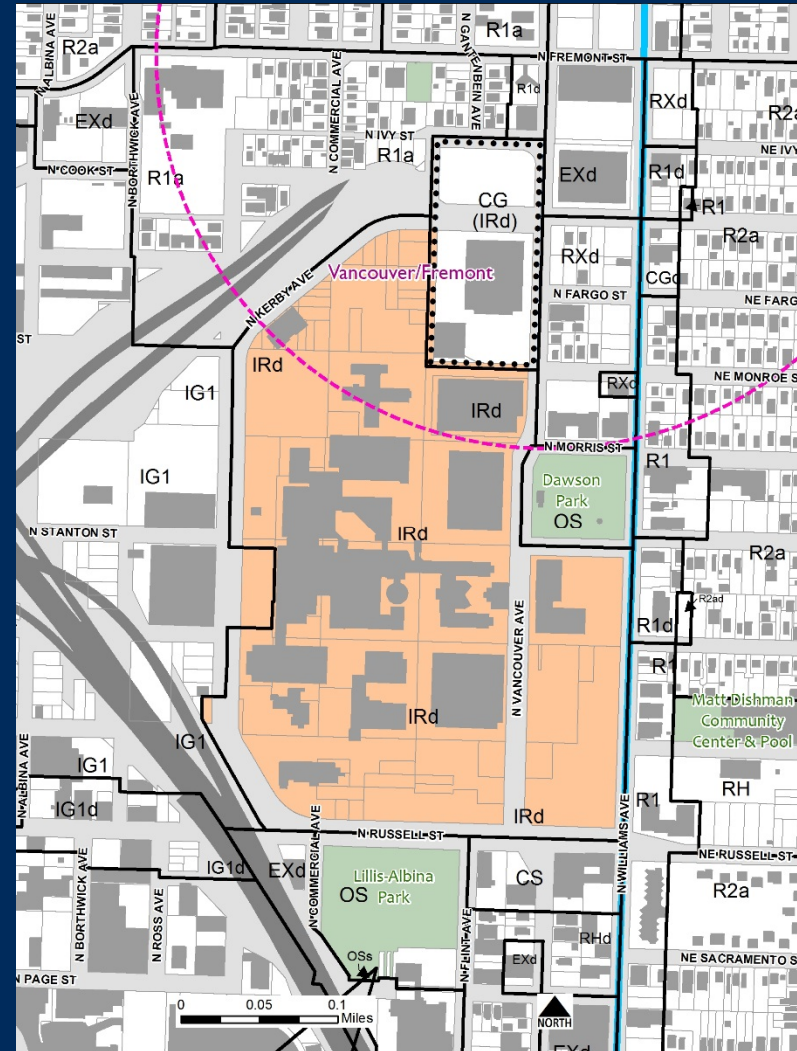 N ALBINA AVE
R2a
N COMMERCIAL AVE
N GANTENBEIN AVE
R1a
N FREMONT ST
R1d
RXd
EXd
N BORTHWICK AVE
N IVY ST
R1a
R1a
N COOK ST
EXd
R1d
NE IVY
R1
CG
(IRd)
RXd
R2a
Vancouver/Fremont
N KERBY AVE
N FARGO ST
NE FARG
ST
IRd
NE MONROE S
RXd
IG1
IRd
N MORRIS ST
R1
Dawson
Park
OS
IG1
N STANTON ST
IRd
R2a
R2ad
R1d
N VANCOUVER AVE
R1
Matt Dishman
Community
Center & Pool
IRd
IG1
IG1
RH
N ALBINA AVE
IG1d
R1
IRd
N WILLIAMS AVE
N RUSSELL ST
NE RUSSELL ST
N COMMERCIAL AVE
IG1d
EXd
Lillis-Albina
Park
OS
CS
R2a
N BORTHWICK AVE
N ROSS AVE
N FLINT AVE
RHd
EXd
OSs
NE SACRAMENTO S
N PAGE ST
0 0.05 0.1
Miles
NORTH
EXd